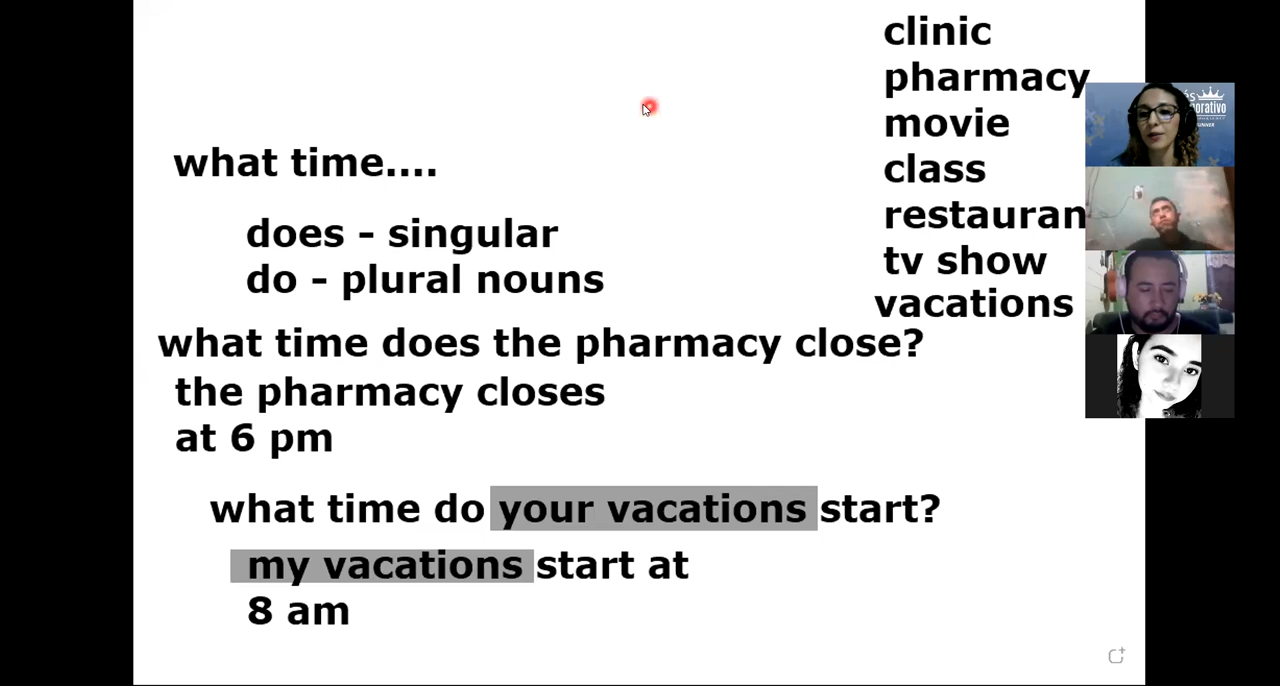 clinic
pharmacy
movie
class
restauran
tv show
vacations
what time....
does - singular
do - plural nouns
what time does the pharmacy close?
the pharmacy closes
at 6 pm
what time do your vacations start?
my vacations start at
8 am